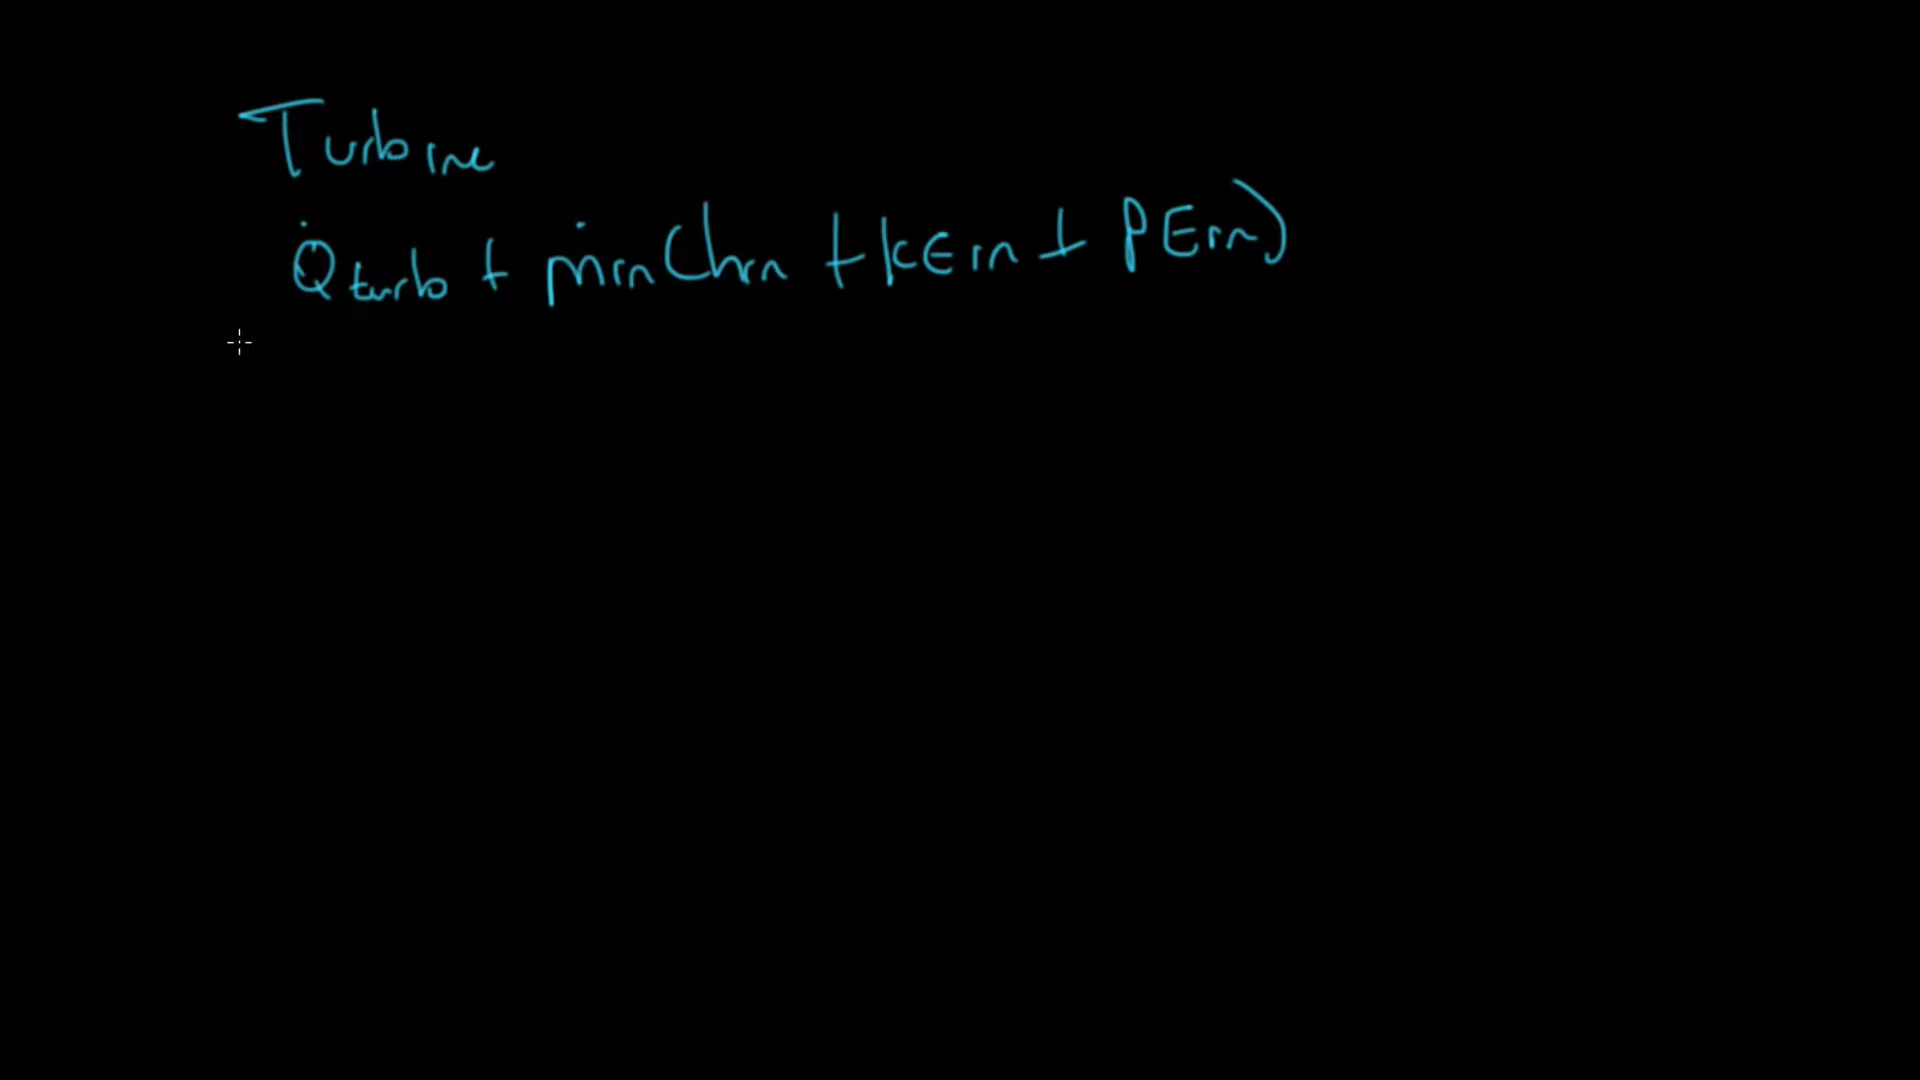 Turbine
Q̇turb + ṁin(hin + KEin + PEin)